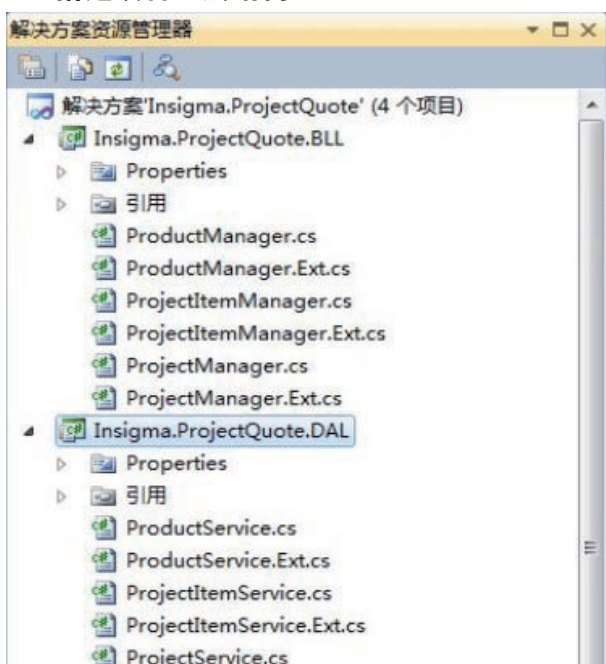 解决方案资源管理器
解决方案'Insigma.ProjectQuote' (4 个项目)
Insigma.ProjectQuote.BLL
Properties
引用
ProductManager.cs
ProductManager.Ext.cs
ProjectItemManager.cs
ProjectItemManager.Ext.cs
ProjectManager.cs
ProjectManager.Ext.cs
Insigma.ProjectQuote.DAL
Properties
引用
ProductService.cs
ProductService.Ext.cs
ProjectItemService.cs
ProjectItemService.Ext.cs
ProjectService.cs